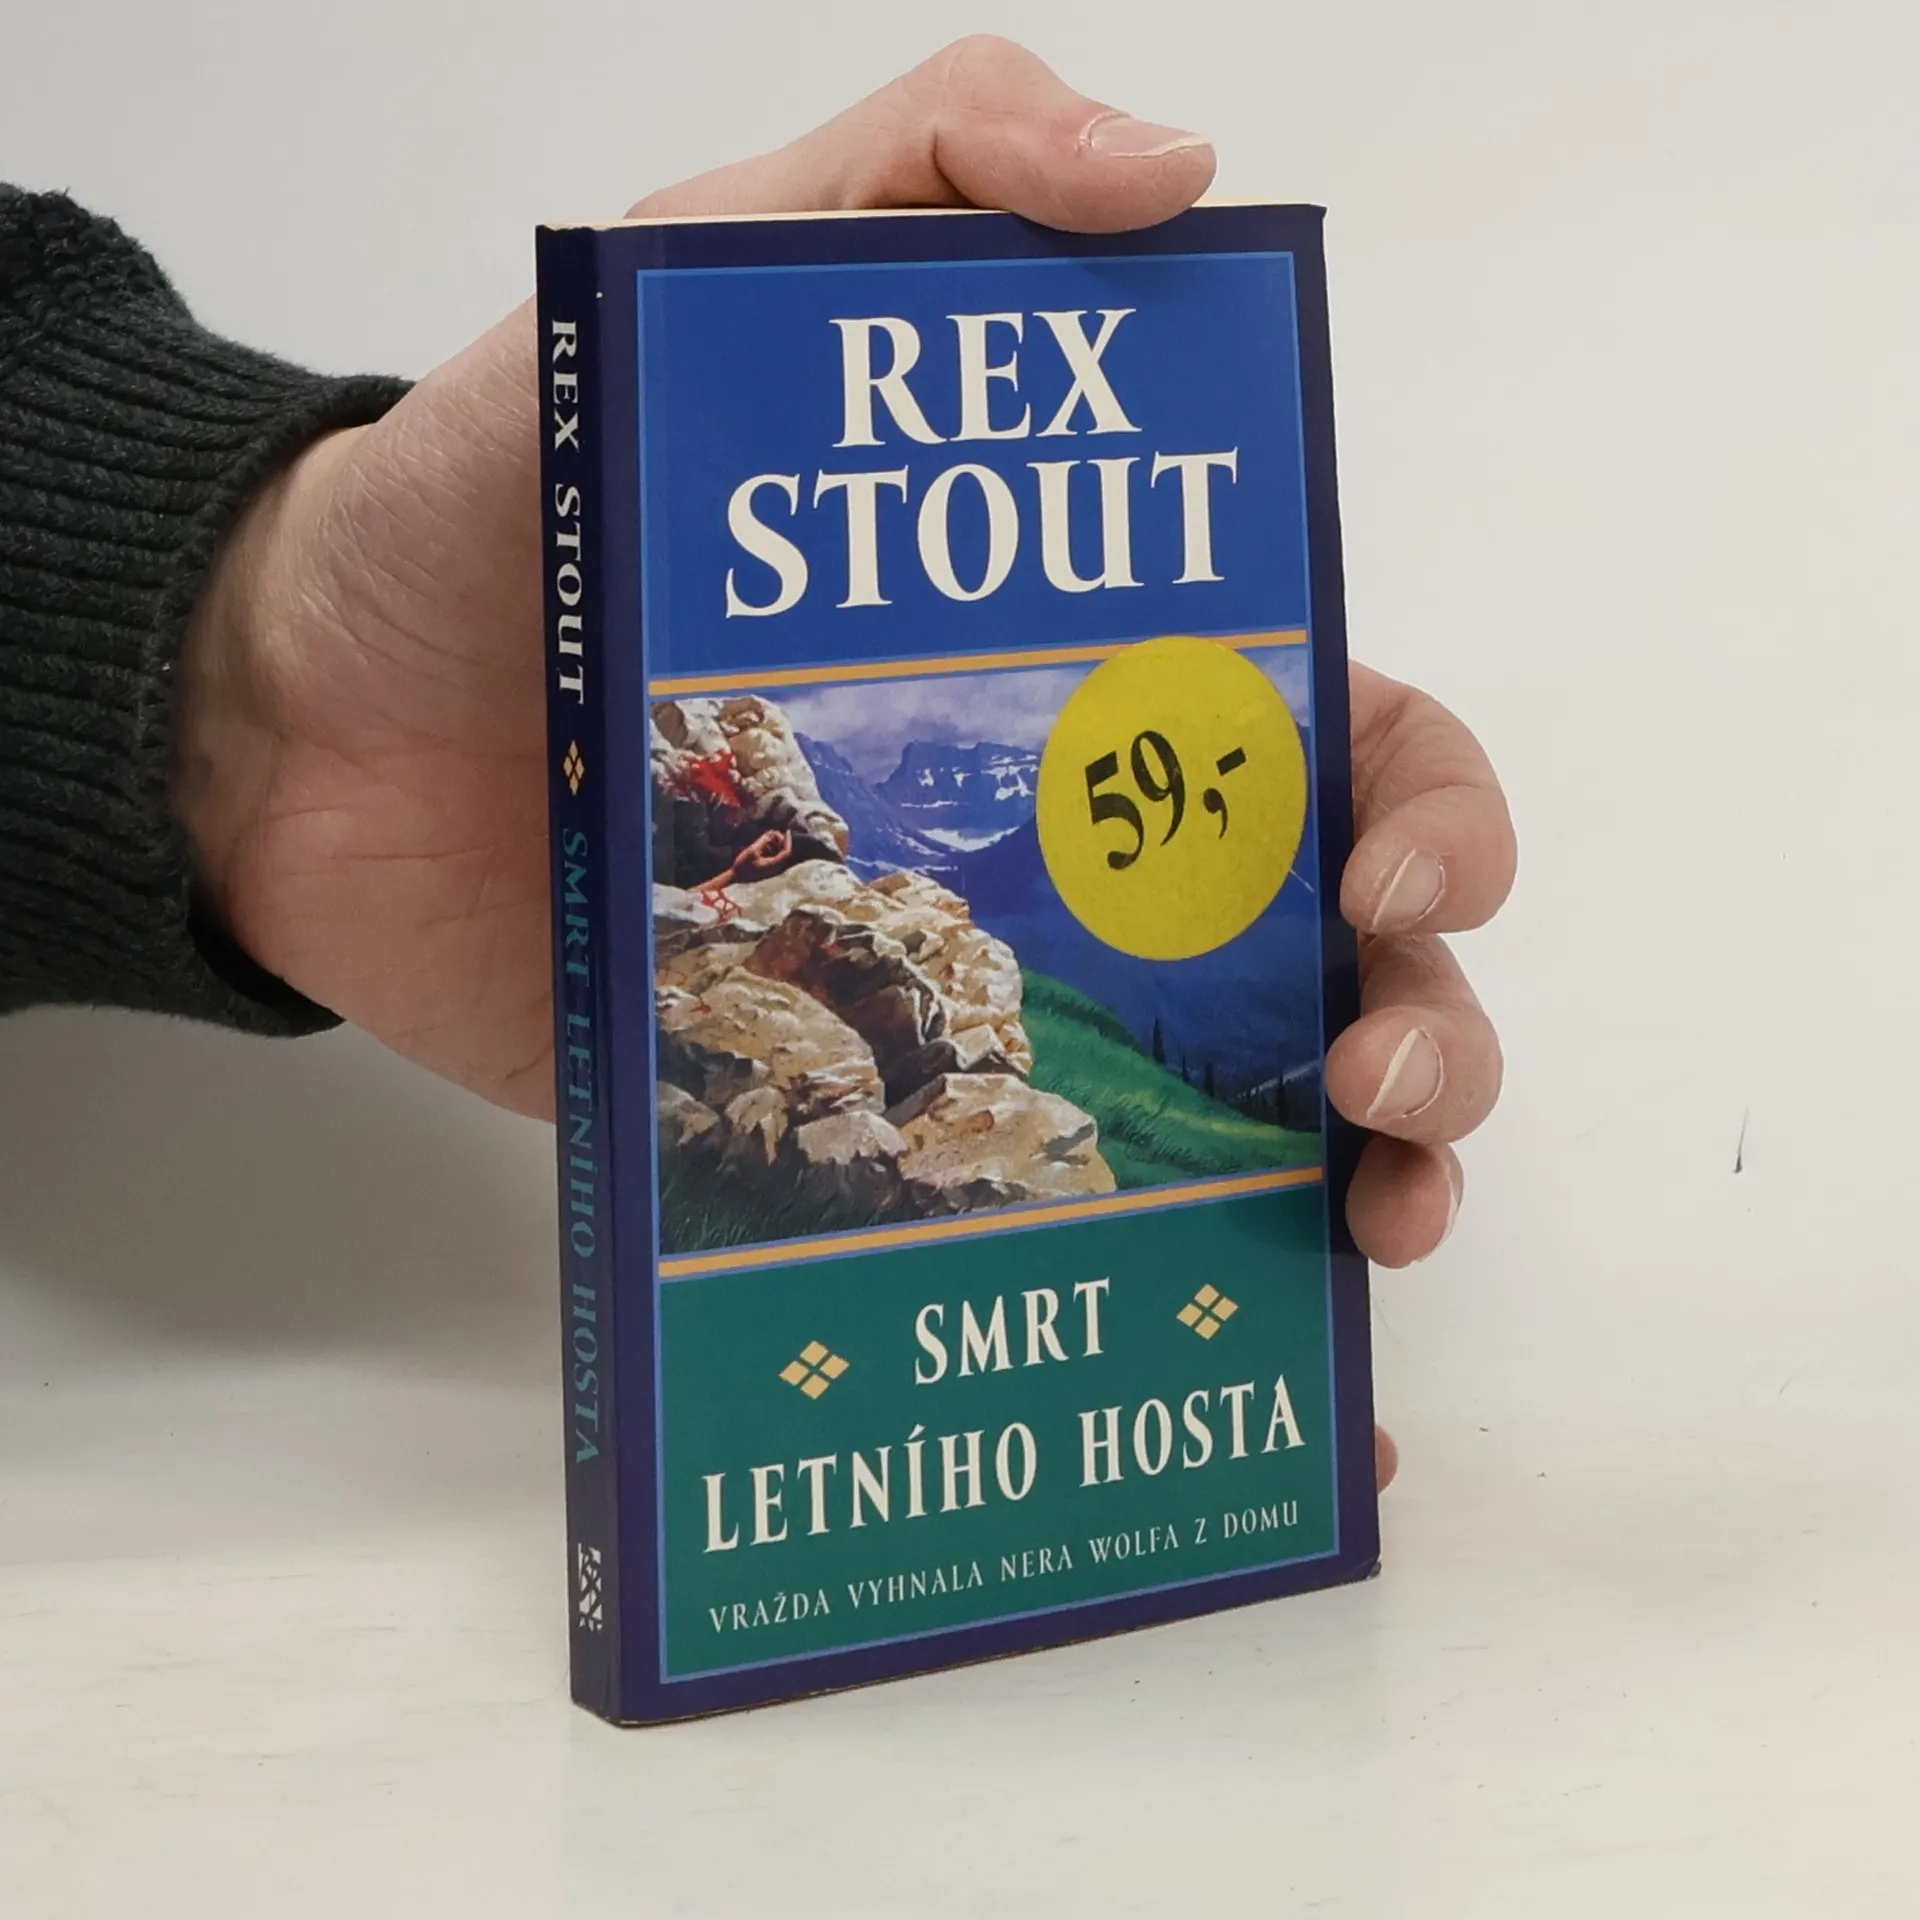 REX STOUT SMRT LETNÍHO HOSTA
REX
STOUT
59,-
SMRT
LETNÍHO HOSTA
VRAŽDA VYHNALA NERA WOLFA Z DOMU